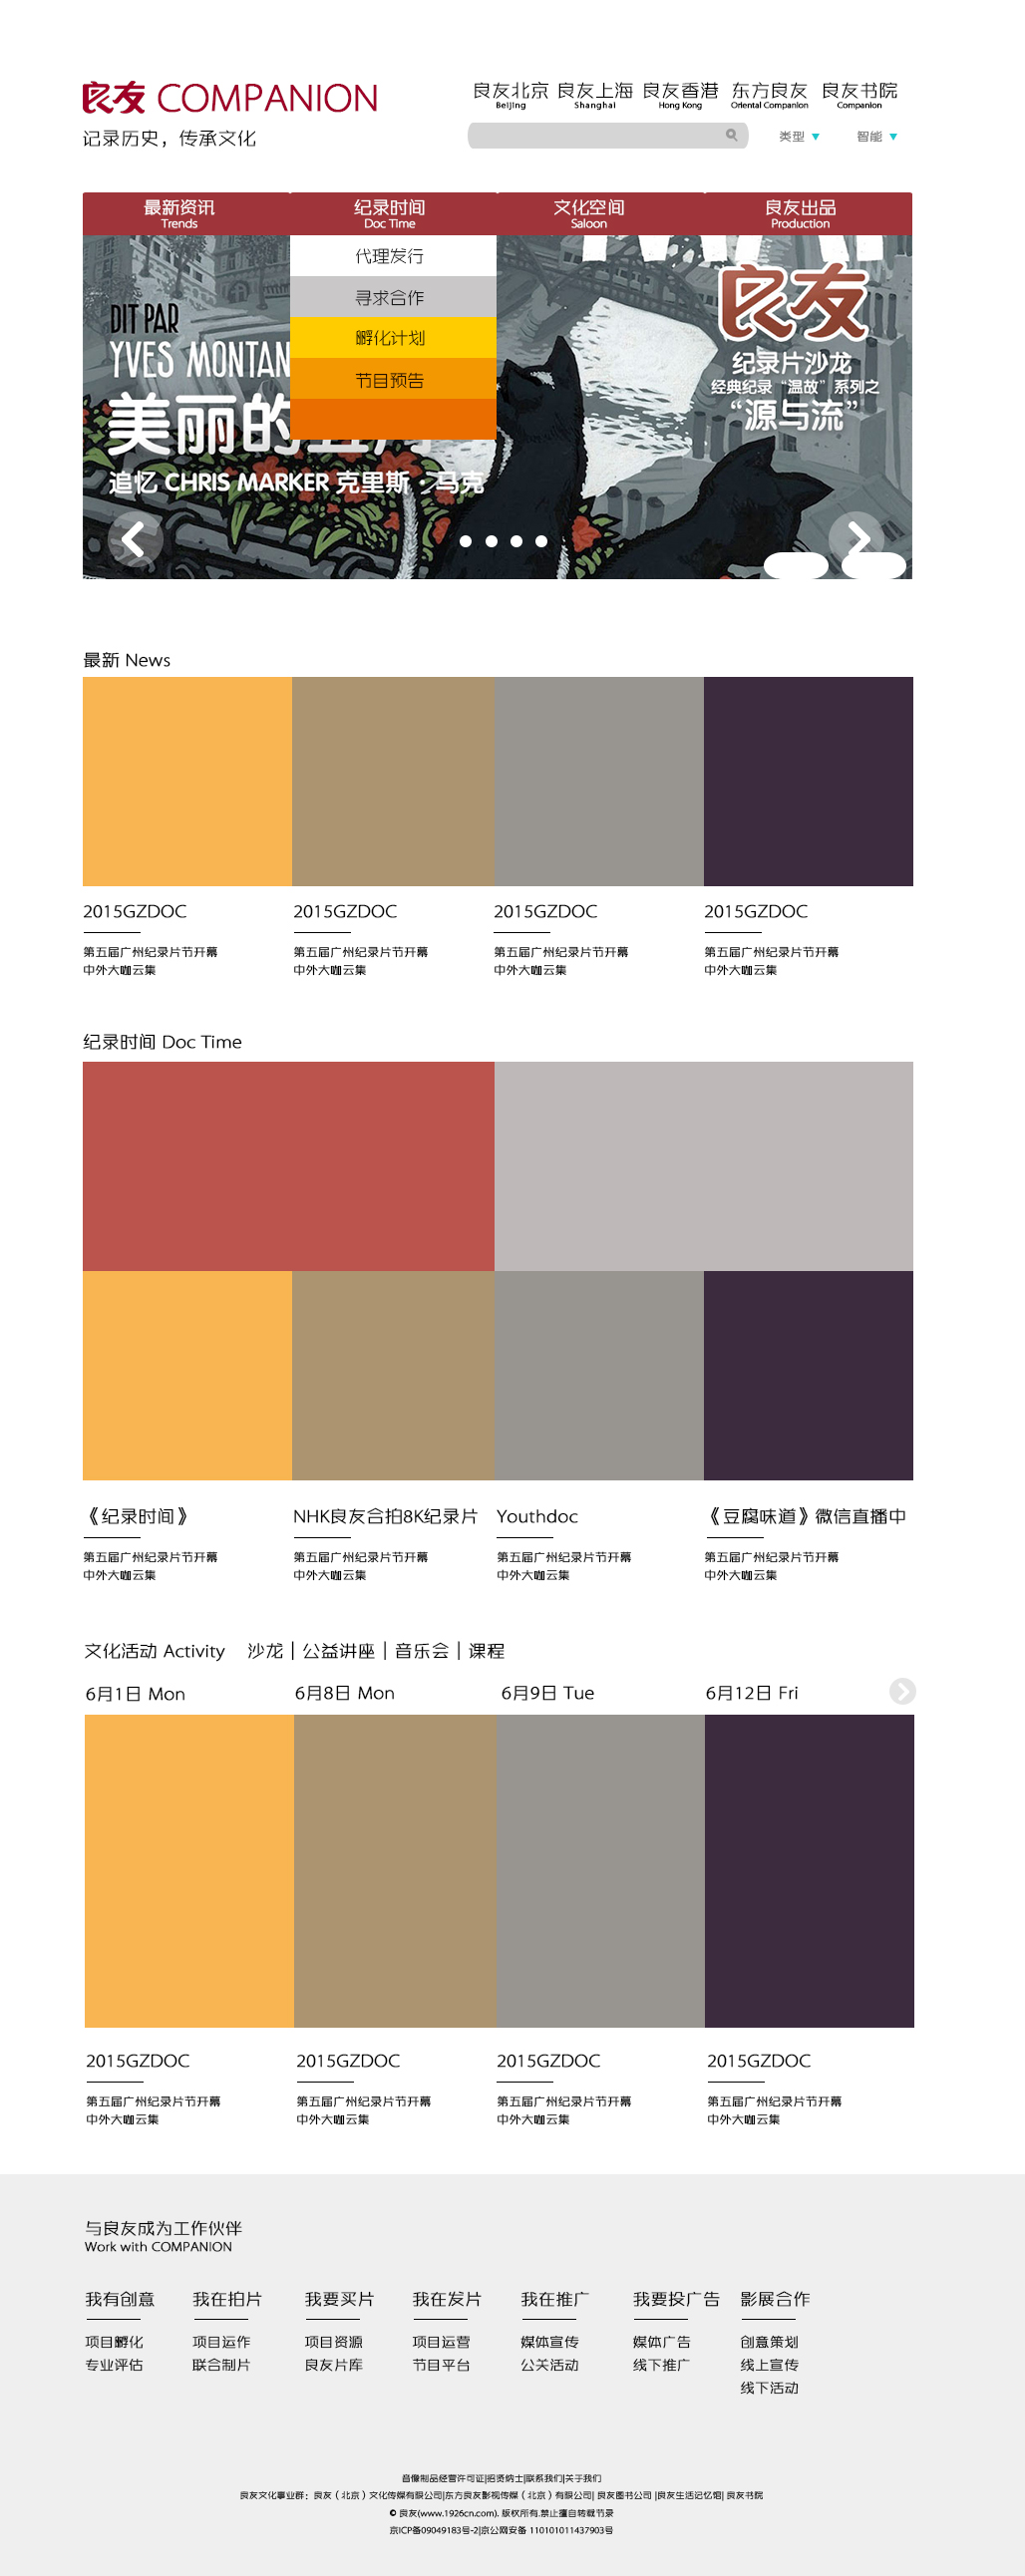 良友 COMPANION
记录历史，传承文化
良友北京 良友上海 良友香港 东方良友 良友书院
Beijing Shanghai Hong Kong Oriental Companion Companion
类型 智能
最新资讯 纪录时间 文化空间 良友出品
Trends Doc Time Saloon Production
代理发行
寻求合作
孵化计划
节目预告
DIT PAR
YVES MONTAN
美丽的
追忆 CHRIS MARKER 克里斯·马克
良友
纪录片沙龙
经典纪录“温故”系列之
“源与流”
最新 News
2015GZDOC 2015GZDOC 2015GZDOC 2015GZDOC
第五届广州纪录片节开幕 第五届广州纪录片节开幕 第五届广州纪录片节开幕 第五届广州纪录片节开幕
中外大咖云集 中外大咖云集 中外大咖云集 中外大咖云集
纪录时间 Doc Time
《纪录时间》 NHK良友合拍8K纪录片 Youthdoc 《豆腐味道》微信直播中
第五届广州纪录片节开幕 第五届广州纪录片节开幕 第五届广州纪录片节开幕 第五届广州纪录片节开幕
中外大咖云集 中外大咖云集 中外大咖云集 中外大咖云集
文化活动 Activity 沙龙｜公益讲座｜音乐会｜课程
6月1日 Mon 6月8日 Mon 6月9日 Tue 6月12日 Fri
2015GZDOC 2015GZDOC 2015GZDOC 2015GZDOC
第五届广州纪录片节开幕 第五届广州纪录片节开幕 第五届广州纪录片节开幕 第五届广州纪录片节开幕
中外大咖云集 中外大咖云集 中外大咖云集 中外大咖云集
与良友成为工作伙伴
Work with COMPANION
我有创意 我在拍片 我要买片 我在发片 我在推广 我要投广告 影展合作
项目孵化 项目运作 项目资源 项目运营 媒体宣传 媒体广告 创意策划
专业评估 联合制片 良友片库 节目平台 公关活动 线下推广 线上宣传
线下活动
音像制品经营许可证|招贤纳士|联系我们|关于我们
良友文化事业群：良友（北京）文化传媒有限公司|东方良友影视传媒（北京）有限公司| 良友图书公司 |良友生活记忆馆| 良友书院
© 良友(www.1926cn.com). 版权所有.禁止擅自转载节录
京ICP备09049183号-2|京公网安备 110101011437903号